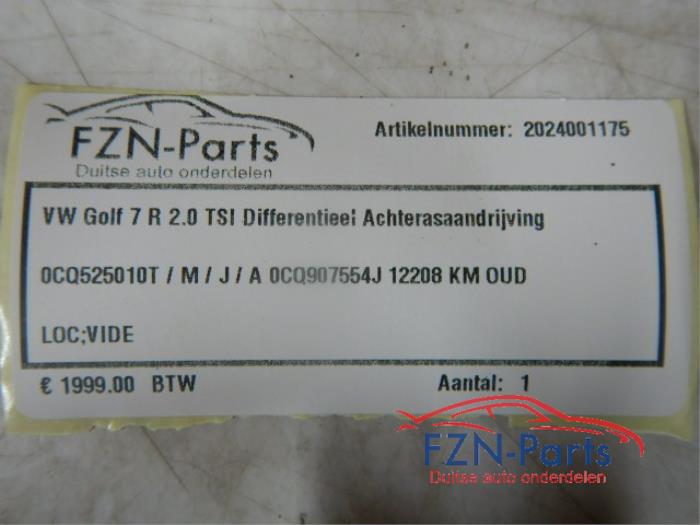 FZN-Parts
Duitse auto onderdelen
Artikelnummer: 2024001175
VW Golf 7 R 2.0 TSI Differentieel Achterasaandrijving
0CQ525010T / M / J / A 0CQ907554J 12208 KM OUD
LOC;VIDE
€ 1999.00 BTW
Aantal: 1
FZN-Parts
Duitse auto onderdelen